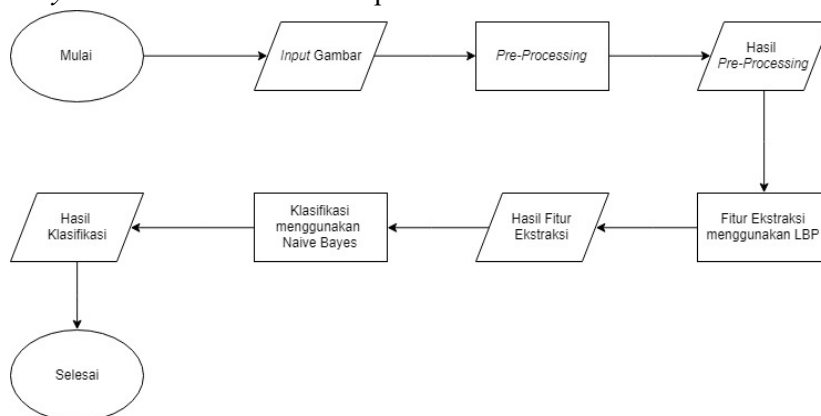 Mulai
Input Gambar
Pre-Processing
Hasil
Pre-Processing
Fitur Ekstraksi
menggunakan LBP
Hasil Fitur
Ekstraksi
Klasifikasi
menggunakan
Naive Bayes
Hasil
Klasifikasi
Selesai